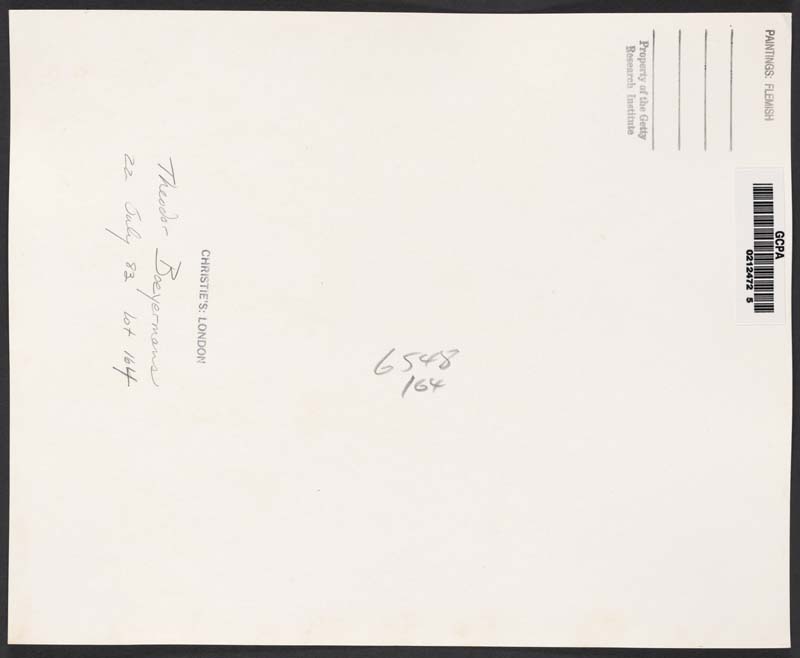 PAINTINGS: FLEMISH
Property of the Getty
Research Institute
GCPA
0212472 5
CHRISTIE'S: LONDON
Theodor Boeyermans
22 July 83 lot 164
6548
164